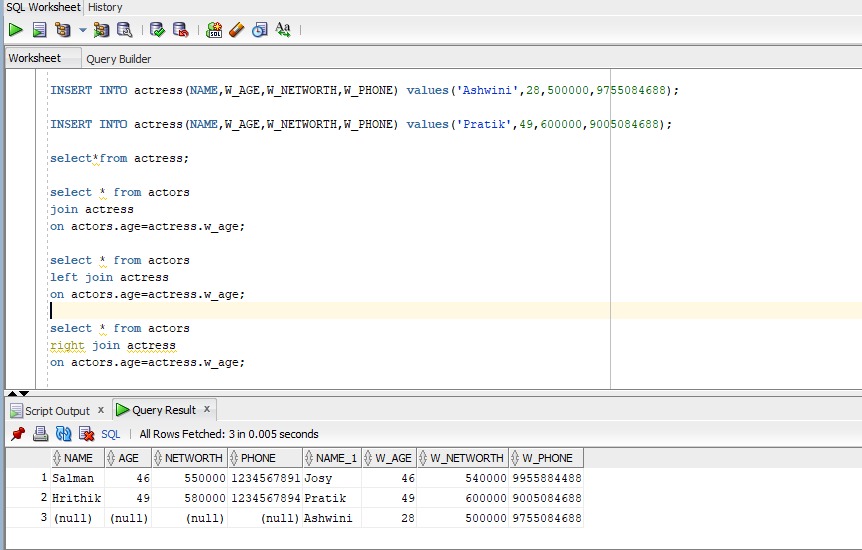 SQL Worksheet History
Worksheet Query Builder
INSERT INTO actress(NAME,W_AGE,W_NETWORTH,W_PHONE) values('Ashwini',28,500000,9755084688);
INSERT INTO actress(NAME,W_AGE,W_NETWORTH,W_PHONE) values('Pratik',49,600000,9005084688);
select*from actress;
select * from actors
join actress
on actors.age=actress.w_age;
select * from actors
left join actress
on actors.age=actress.w_age;
select * from actors
right join actress
on actors.age=actress.w_age;
Script Output x Query Result x
SQL All Rows Fetched: 3 in 0.005 seconds
NAME AGE NETWORTH PHONE NAME_1 W_AGE W_NETWORTH W_PHONE
1 Salman 46 550000 1234567891 Josy 46 540000 9955884488
2 Hrithik 49 580000 1234567894 Pratik 49 600000 9005084688
3 (null) (null) (null) (null) Ashwini 28 500000 9755084688